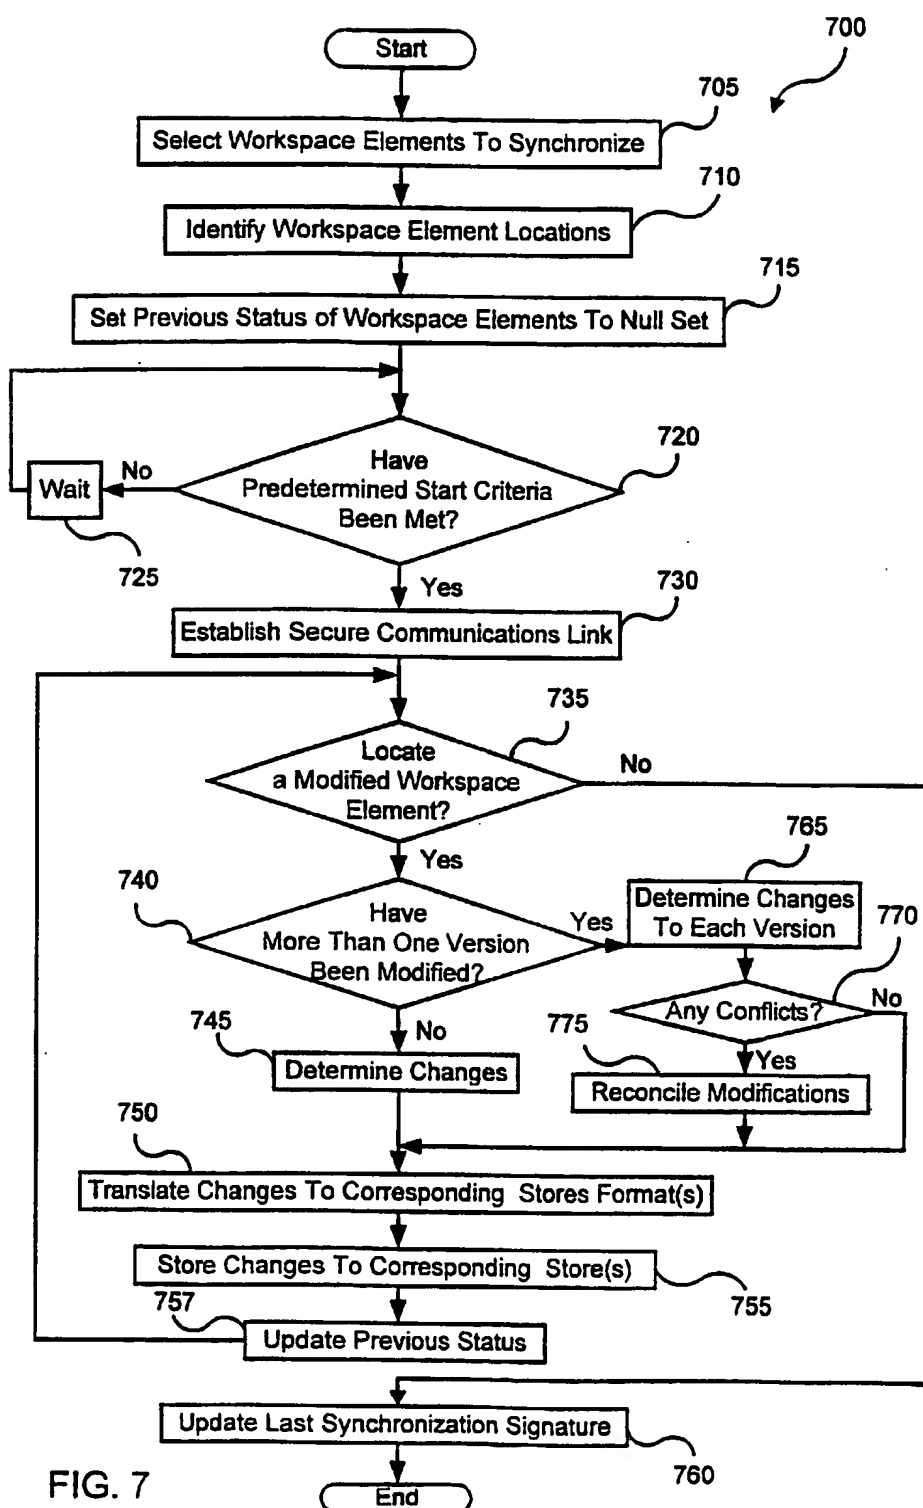 700
Start
705
Select Workspace Elements To Synchronize
710
Identify Workspace Element Locations
715
Set Previous Status of Workspace Elements To Null Set
720
Have
Predetermined Start Criteria
Been Met?
No
Wait
725
Yes
730
Establish Secure Communications Link
735
Locate
a Modified Workspace
Element?
No
Yes
740
Have
More Than One Version
Been Modified?
Yes
765
Determine Changes
To Each Version
770
Any Conflicts?
No
No
745
Determine Changes
775
Yes
Reconcile Modifications
750
Translate Changes To Corresponding Stores Format(s)
Store Changes To Corresponding Store(s)
755
757
Update Previous Status
Update Last Synchronization Signature
760
End
FIG. 7